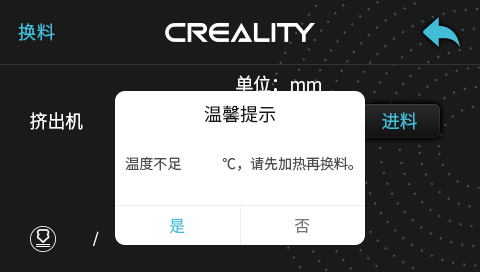 换料
CREALITY
单位：mm
温馨提示
挤出机
进料
温度不足 ℃，请先加热再换料。
是
否
/